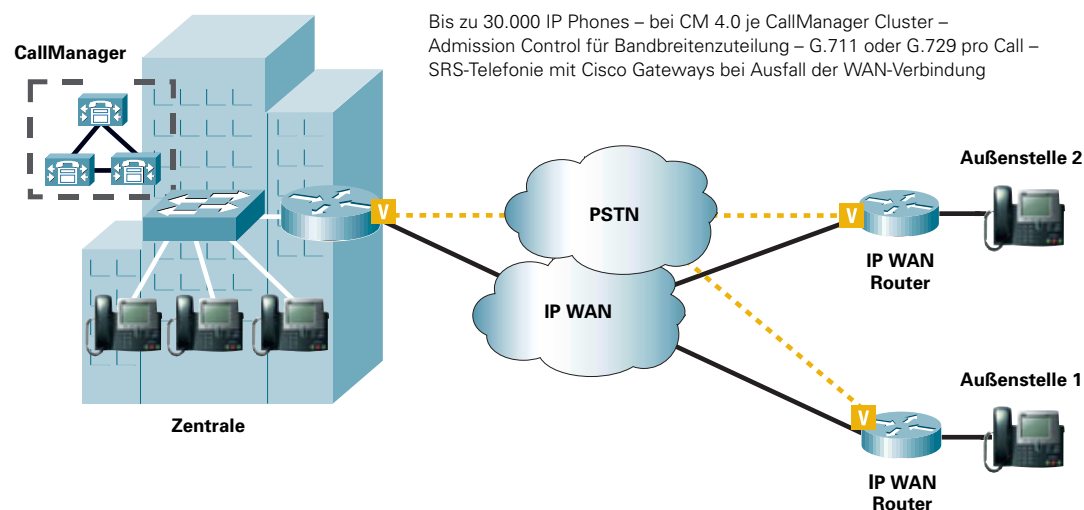 Bis zu 30.000 IP Phones – bei CM 4.0 je CallManager Cluster –
Admission Control für Bandbreitenzuteilung – G.711 oder G.729 pro Call –
SRS-Telefonie mit Cisco Gateways bei Ausfall der WAN-Verbindung
CallManager
Außenstelle 2
V
PSTN
V
IP WAN
Router
IP WAN
Außenstelle 1
V
Zentrale
IP WAN
Router